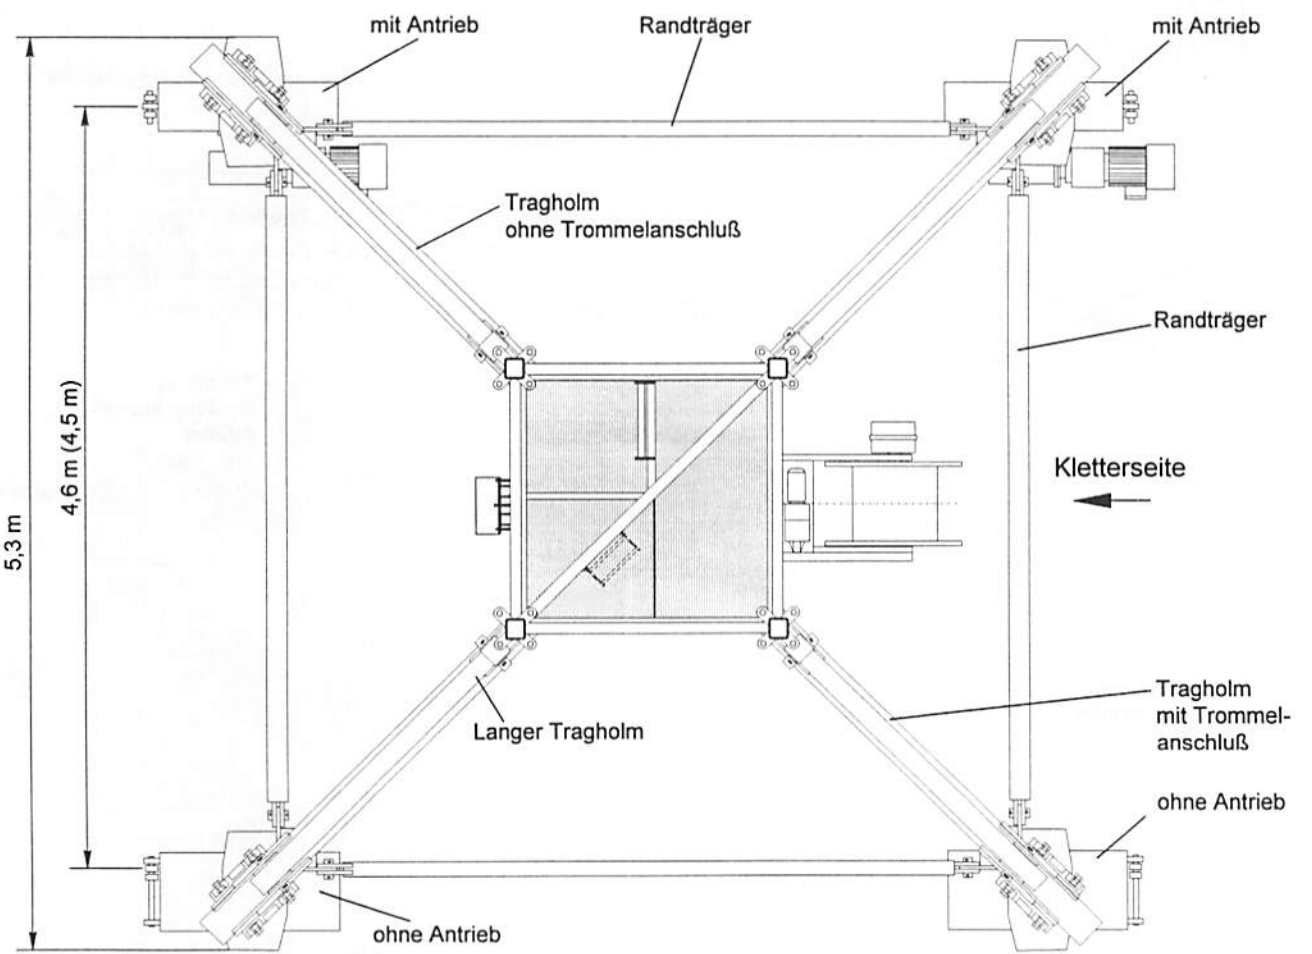 mit Antrieb
Randträger
mit Antrieb
Tragholm
ohne Trommelanschluß
Randträger
4,6 m (4,5 m)
5,3 m
Kletterseite
Langer Tragholm
Tragholm
mit Trommel-
anschluß
ohne Antrieb
ohne Antrieb